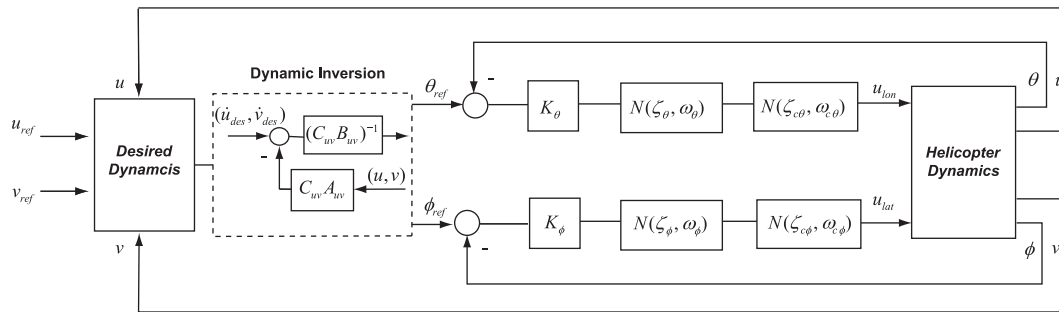 u
u_ref
v_ref
Desired
Dynamcis
v
Dynamic Inversion
(u̇_des, v̇_des)
-
(C_uv B_uv)^−1
C_uv A_uv
(u, v)
θ_ref
-
K_θ
N(ζ_θ, ω_θ)
N(ζ_cθ, ω_cθ)
u_lon
ϕ_ref
-
K_ϕ
N(ζ_ϕ, ω_ϕ)
N(ζ_cϕ, ω_cϕ)
u_lat
Helicopter
Dynamics
θ
u
ϕ
v